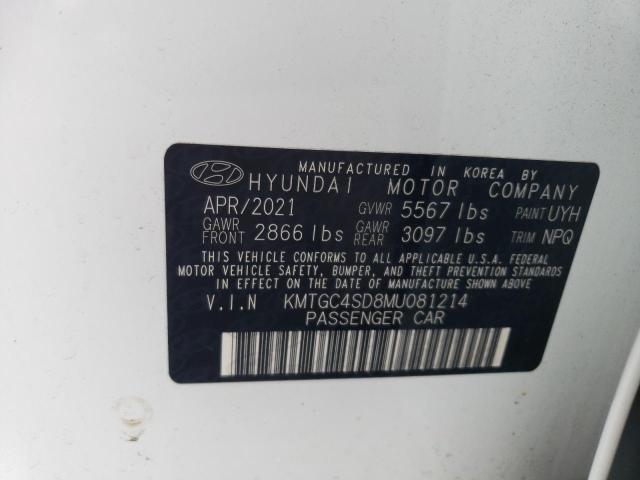 MANUFACTURED IN KOREA BY
HYUNDAI MOTOR COMPANY
APR/2021 GVWR 5567 lbs PAINT UYH
GAWR FRONT 2866 lbs GAWR REAR 3097 lbs TRIM NPQ
THIS VEHICLE CONFORMS TO ALL APPLICABLE U.S.A. FEDERAL
MOTOR VEHICLE SAFETY, BUMPER, AND THEFT PREVENTION STANDARDS
IN EFFECT ON THE DATE OF MANUFACTURE SHOWN ABOVE.
V.I.N KMTGC4SD8MU081214
PASSENGER CAR